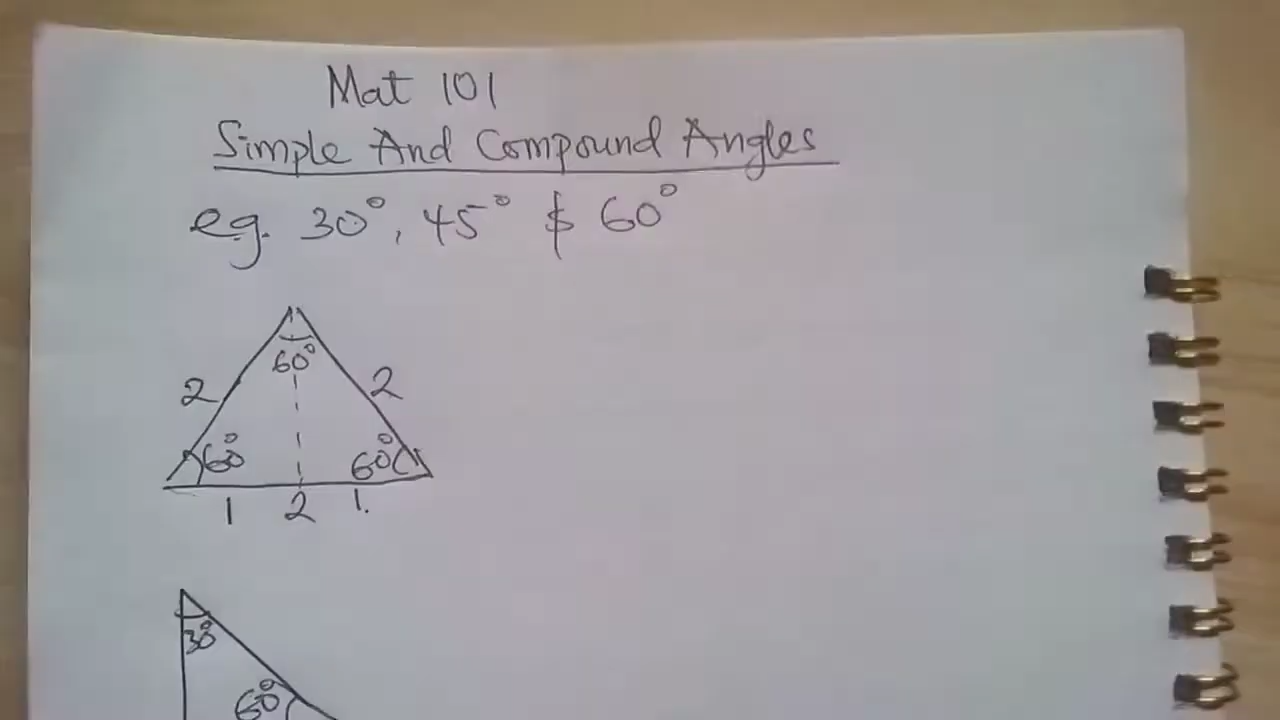 Mat 101
Simple And Compound Angles
e.g. 30°, 45° & 60°
60°
2 2
60° 60°
1 2 1.
30°
60°